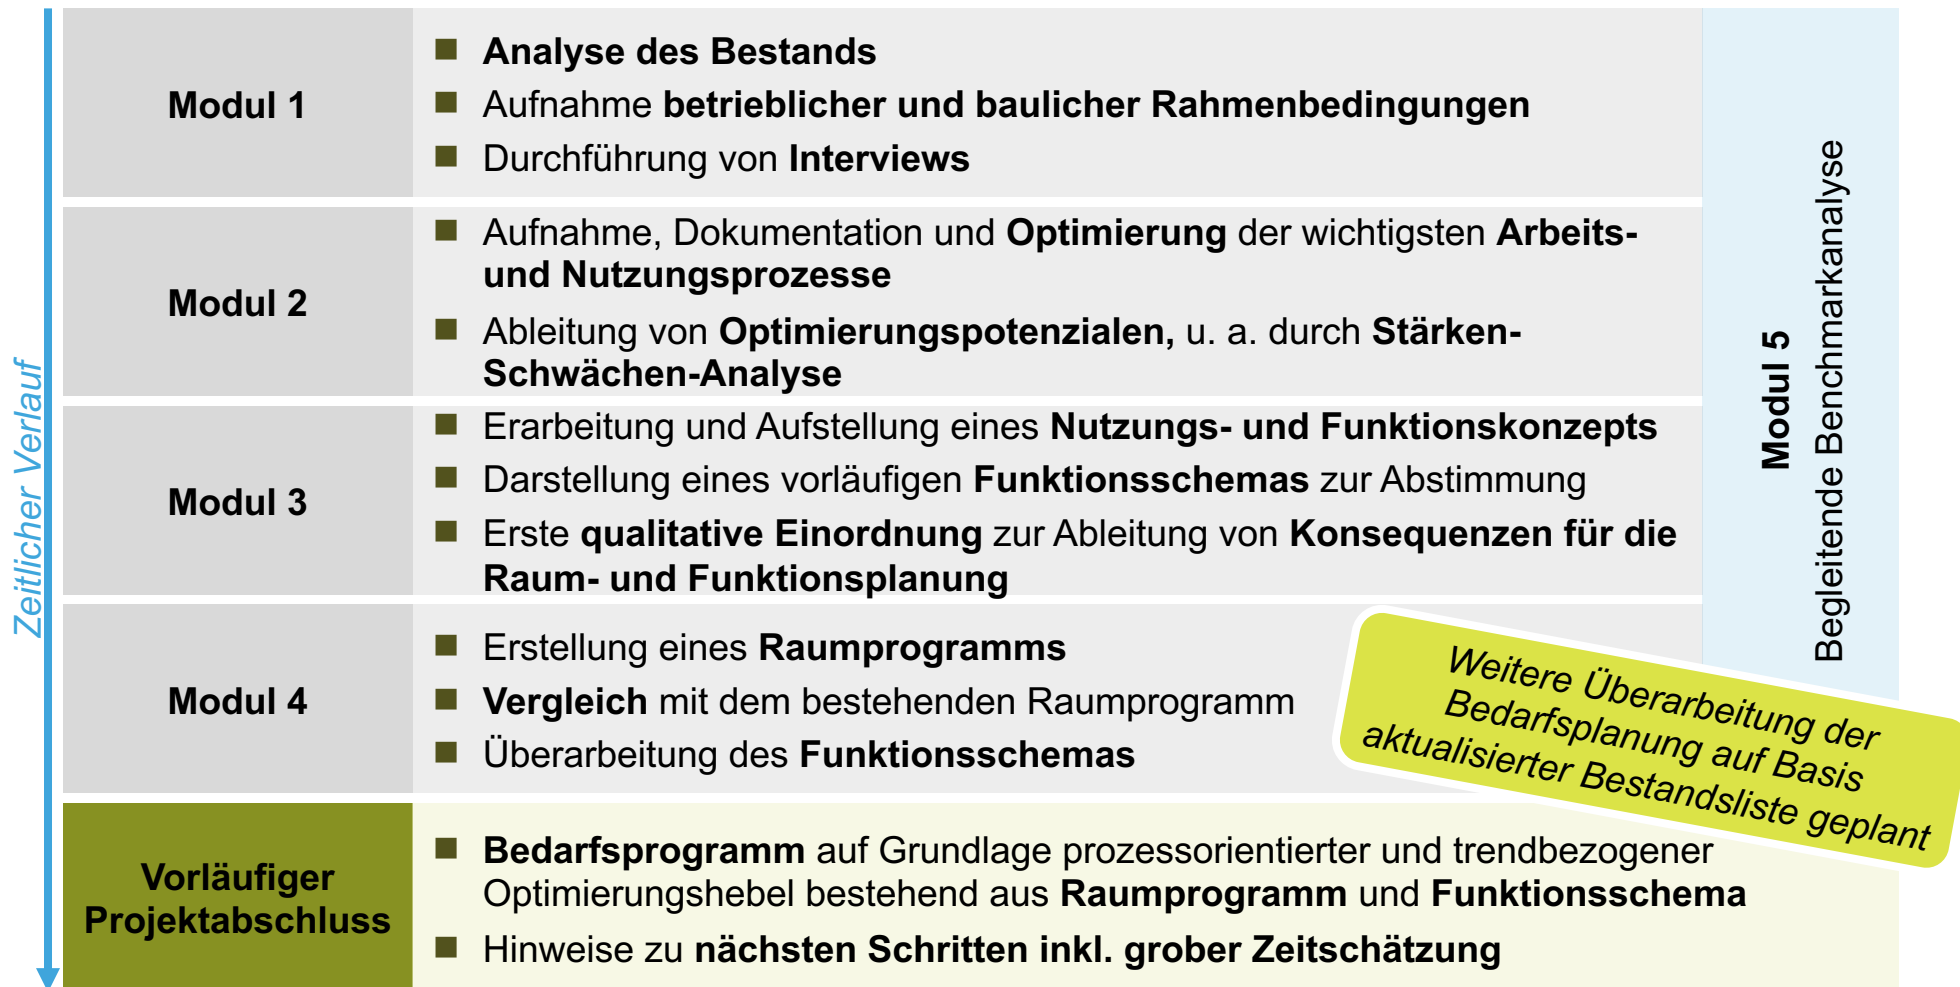 Zeitlicher Verlauf
Modul 1
Analyse des Bestands
Aufnahme betrieblicher und baulicher Rahmenbedingungen
Durchführung von Interviews
Modul 2
Aufnahme, Dokumentation und Optimierung der wichtigsten Arbeits-
und Nutzungsprozesse
Ableitung von Optimierungspotenzialen, u. a. durch Stärken-
Schwächen-Analyse
Modul 3
Erarbeitung und Aufstellung eines Nutzungs- und Funktionskonzepts
Darstellung eines vorläufigen Funktionsschemas zur Abstimmung
Erste qualitative Einordnung zur Ableitung von Konsequenzen für die
Raum- und Funktionsplanung
Modul 4
Erstellung eines Raumprogramms
Vergleich mit dem bestehenden Raumprogramm
Überarbeitung des Funktionsschemas
Modul 5
Begleitende Benchmarkanalyse
Weitere Überarbeitung der
Bedarfsplanung auf Basis
aktualisierter Bestandsliste geplant
Vorläufiger
Projektabschluss
Bedarfsprogramm auf Grundlage prozessorientierter und trendbezogener
Optimierungshebel bestehend aus Raumprogramm und Funktionsschema
Hinweise zu nächsten Schritten inkl. grober Zeitschätzung